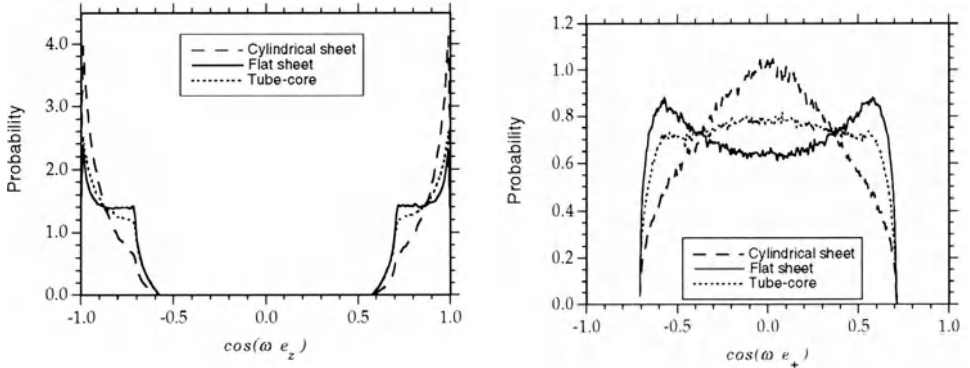 4.0
3.0
2.0
1.0
0.0
Probability
Cylindrical sheet
Flat sheet
Tube-core
-1.0
-0.5
0.0
0.5
1.0
cos(ω e_z)
1.2
1.0
0.8
0.6
0.4
0.2
0.0
Probability
Cylindrical sheet
Flat sheet
Tube-core
-1.0
-0.5
0.0
0.5
1.0
cos(ω e_+)